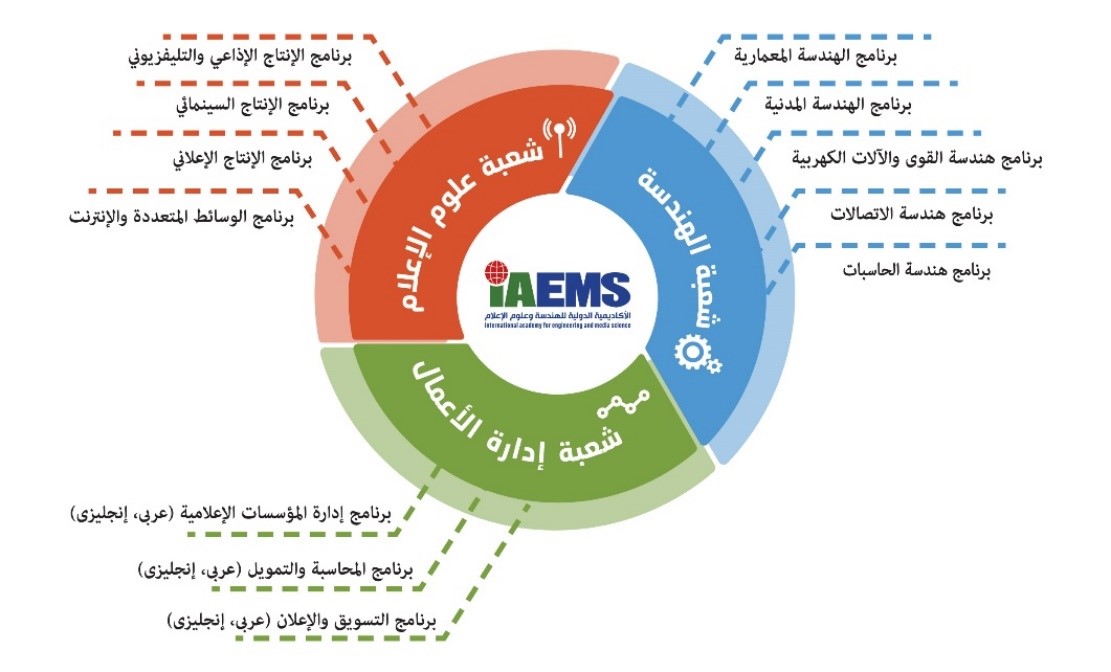 برنامج الهندسة المعمارية
برنامج الهندسة المدنية
برنامج هندسة القوى والآلات الكهربية
برنامج هندسة الاتصالات
برنامج هندسة الحاسبات
شعبة الهندسة
برنامج الإنتاج الإذاعي والتليفزيوني
برنامج الإنتاج السينمائي
برنامج الإنتاج الإعلاني
برنامج الوسائط المتعددة والإنترنت
شعبة علوم الإعلام
iAEMS
الأكاديمية الدولية للهندسة وعلوم الإعلام
international academy for engineering and media science
شعبة إدارة الأعمال
برنامج إدارة المؤسسات الإعلامية (عربى، إنجليزى)
برنامج المحاسبة والتمويل (عربى، إنجليزى)
برنامج التسويق والإعلان (عربى، إنجليزى)